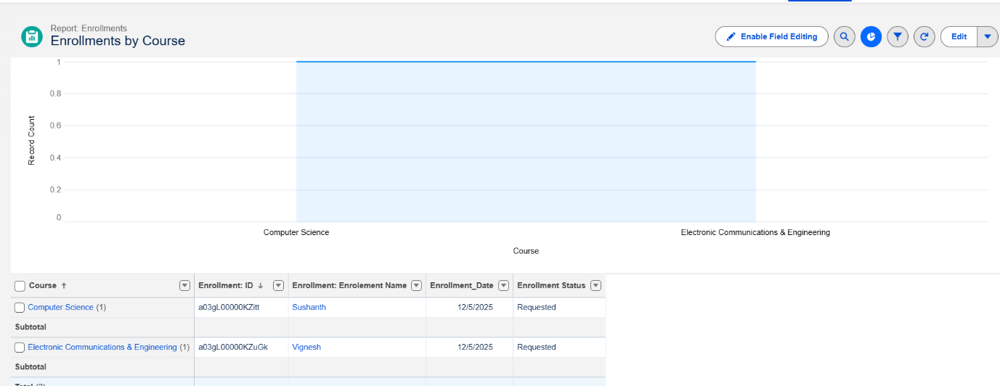 Report: Enrollments
Enrollments by Course
Enable Field Editing
Edit
1
0.8
0.6
0.4
0.2
0
Record Count
Computer Science
Electronic Communications & Engineering
Course
Course ↑ Enrollment: ID ↓ Enrollment: Enrolement Name Enrollment_Date Enrollment Status
Computer Science (1) a03gL00000KZitt Sushanth 12/5/2025 Requested
Subtotal
Electronic Communications & Engineering (1) a03gL00000KZuGk Vignesh 12/5/2025 Requested
Subtotal
Total (2)